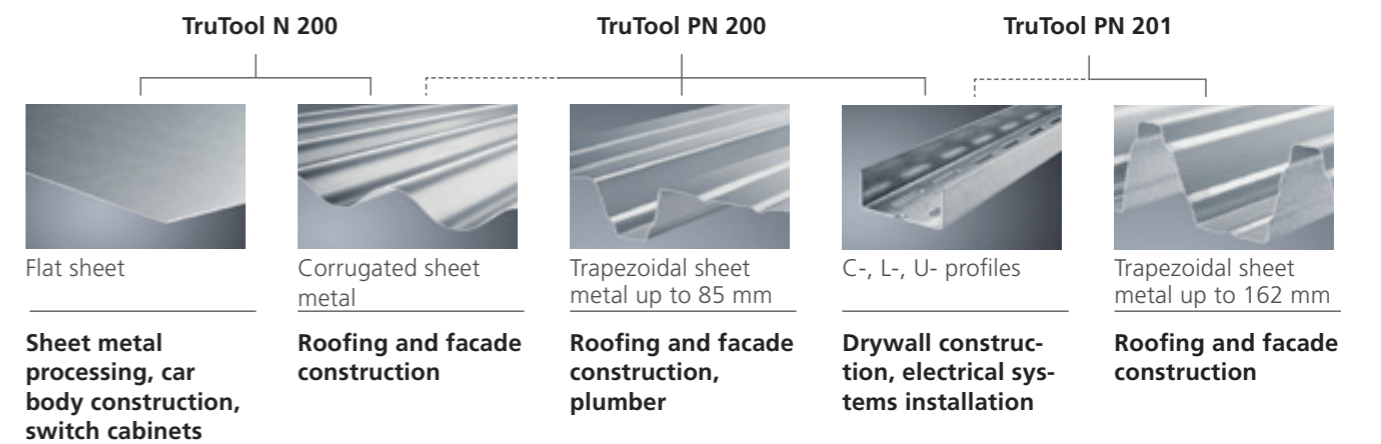 TruTool N 200
TruTool PN 200
TruTool PN 201
Flat sheet
Corrugated sheet
metal
Trapezoidal sheet
metal up to 85 mm
C-, L-, U- profiles
Trapezoidal sheet
metal up to 162 mm
Sheet metal
processing, car
body construction,
switch cabinets
Roofing and facade
construction
Roofing and facade
construction,
plumber
Drywall construc-
tion, electrical sys-
tems installation
Roofing and facade
construction